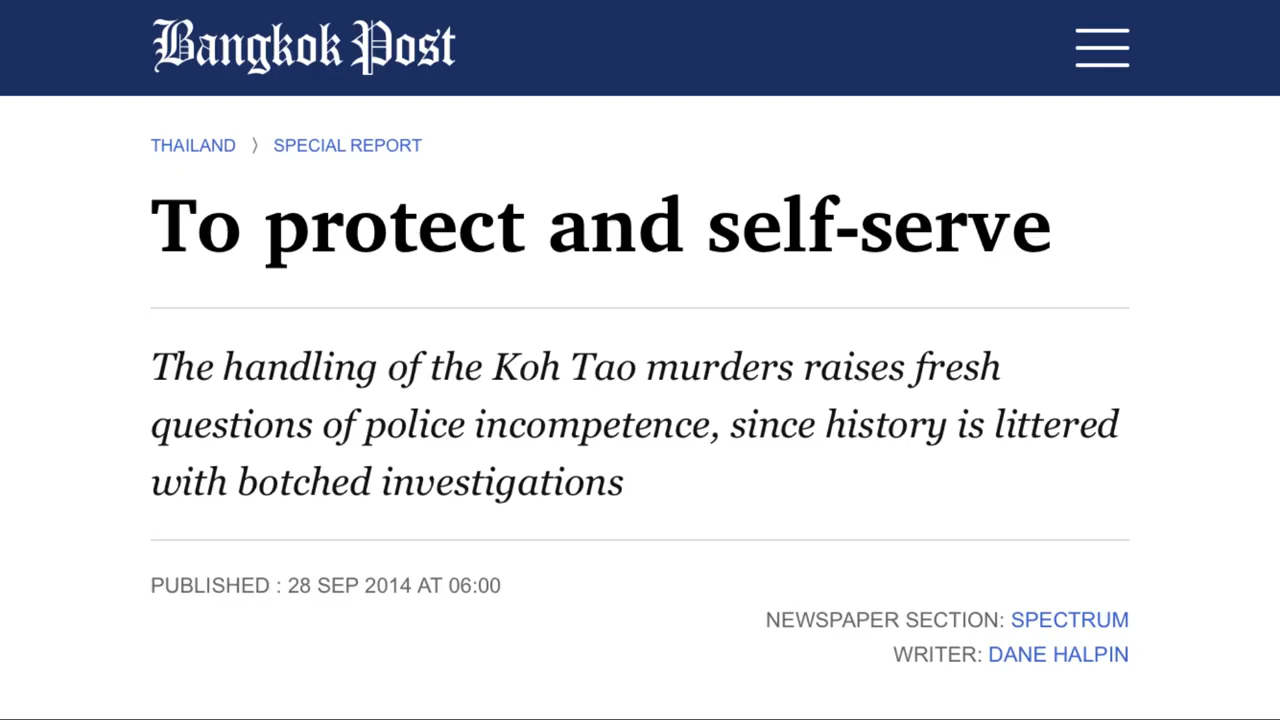 Bangkok Post
THAILAND 〉 SPECIAL REPORT
To protect and self-serve
The handling of the Koh Tao murders raises fresh
questions of police incompetence, since history is littered
with botched investigations
PUBLISHED : 28 SEP 2014 AT 06:00
NEWSPAPER SECTION: SPECTRUM
WRITER: DANE HALPIN